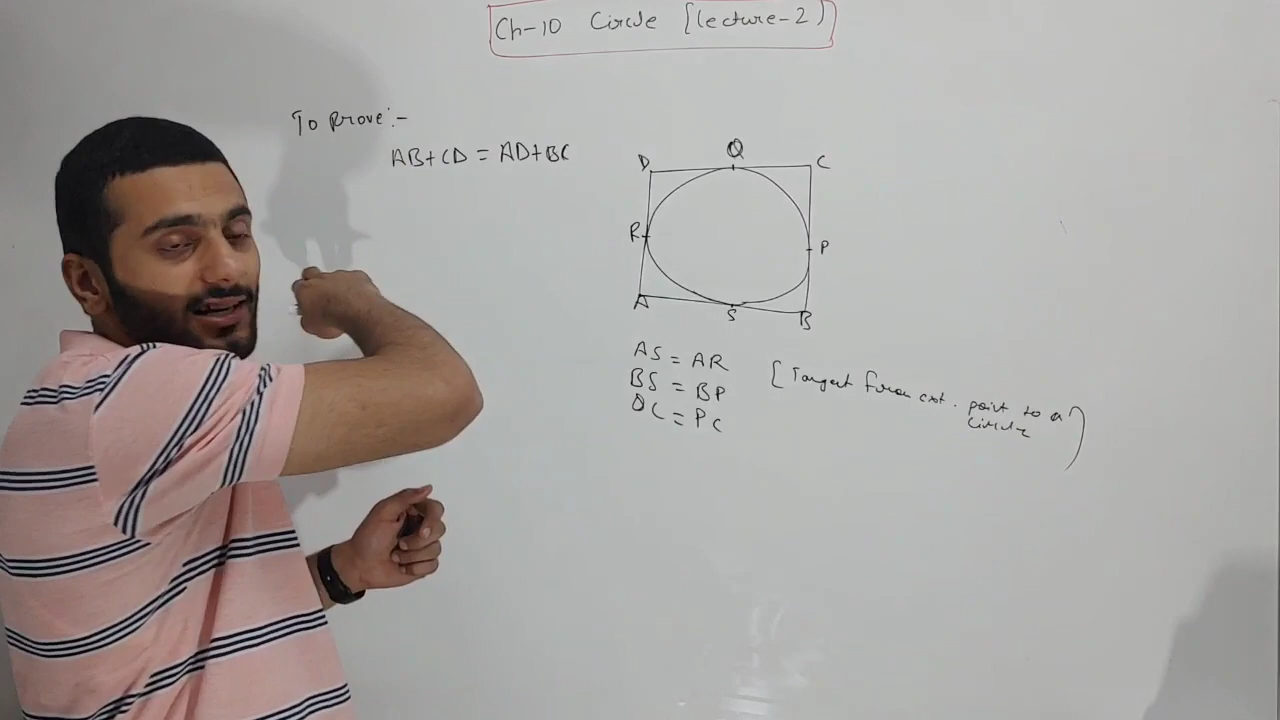 Ch-10 Circle [lecture-2)
To prove:-
AB+CD = AD+BC
D Q C
R P
A S B
AS = AR [Tangent from ext. point to a
circle)
BS = BP
QC = PC